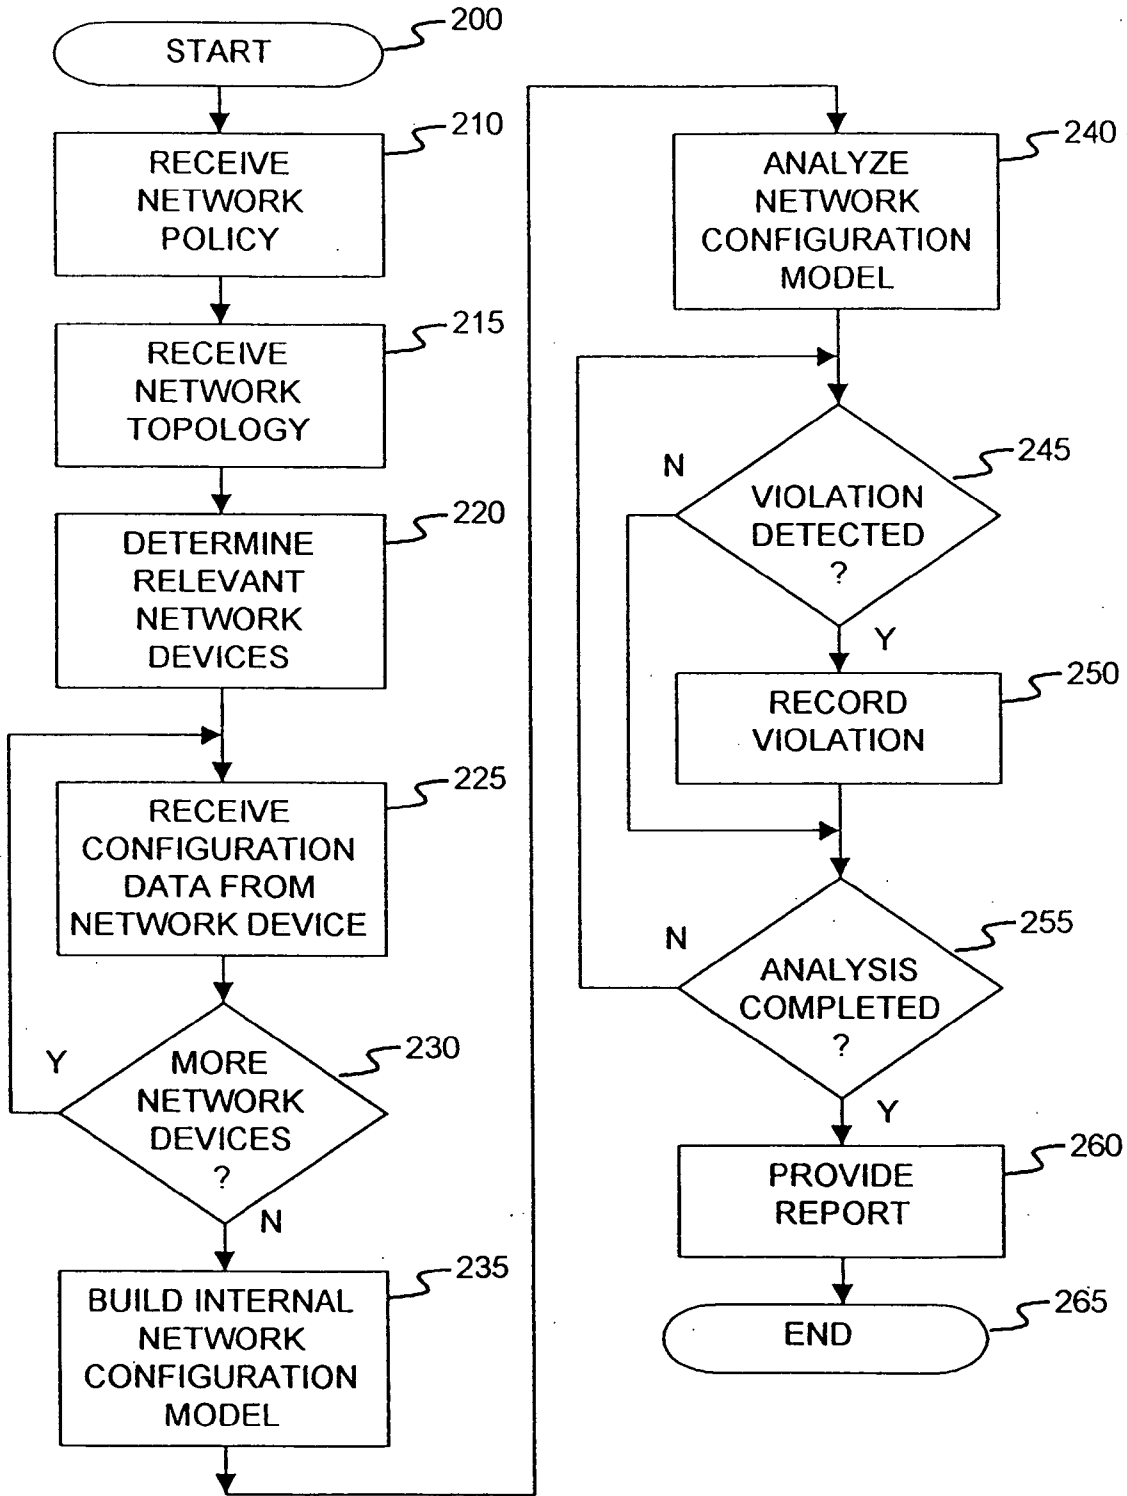 START
200
RECEIVE
NETWORK
POLICY
210
RECEIVE
NETWORK
TOPOLOGY
215
DETERMINE
RELEVANT
NETWORK
DEVICES
220
RECEIVE
CONFIGURATION
DATA FROM
NETWORK DEVICE
225
MORE
NETWORK
DEVICES
?
230
Y
N
BUILD INTERNAL
NETWORK
CONFIGURATION
MODEL
235
ANALYZE
NETWORK
CONFIGURATION
MODEL
240
VIOLATION
DETECTED
?
245
N
Y
RECORD
VIOLATION
250
ANALYSIS
COMPLETED
?
255
N
Y
PROVIDE
REPORT
260
END
265